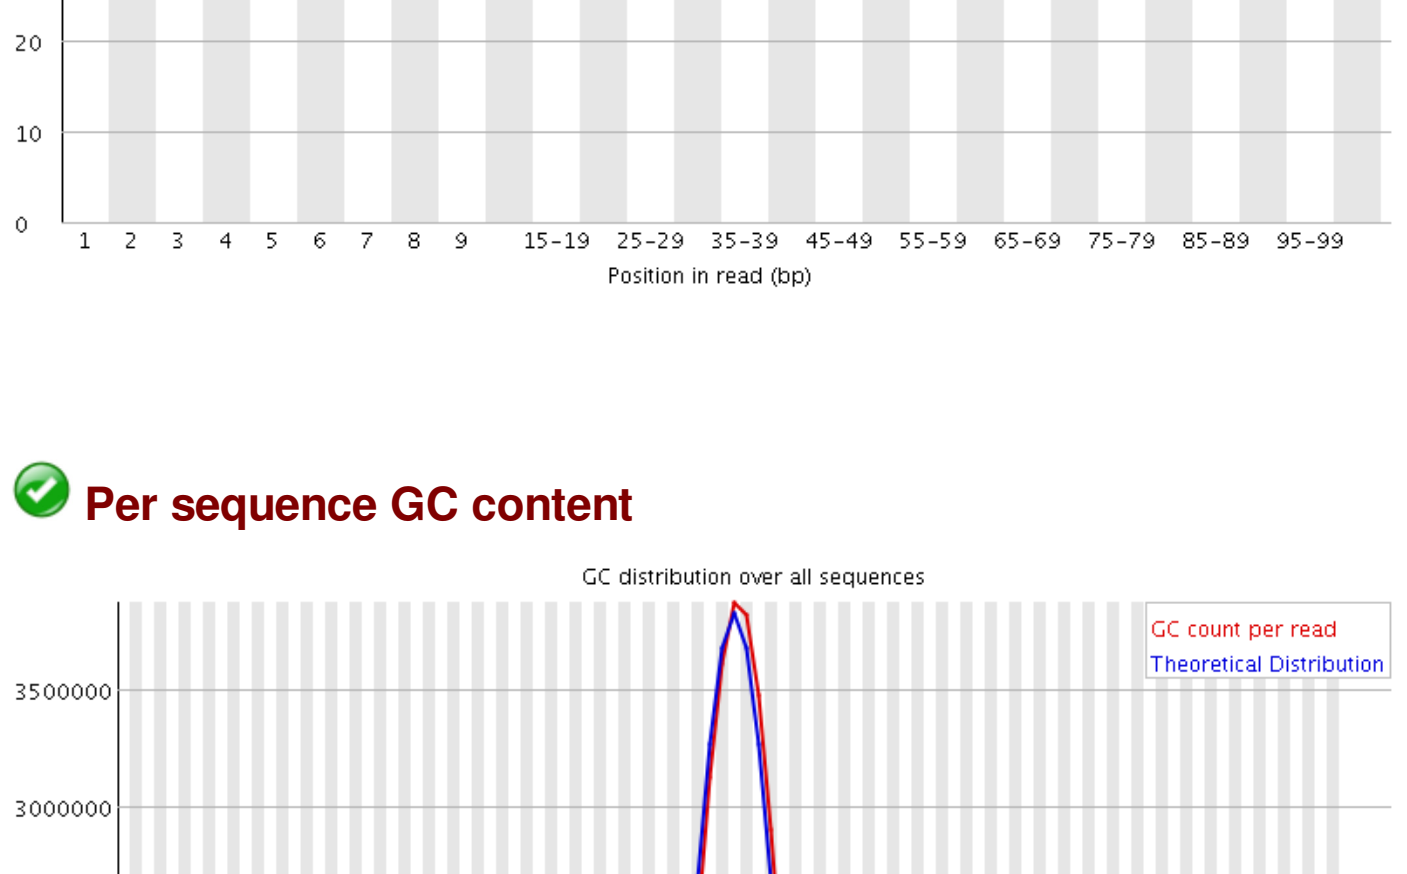 20
10
0
1 2 3 4 5 6 7 8 9 15-19 25-29 35-39 45-49 55-59 65-69 75-79 85-89 95-99
Position in read (bp)
Per sequence GC content
GC distribution over all sequences
GC count per read
Theoretical Distribution
3500000
3000000